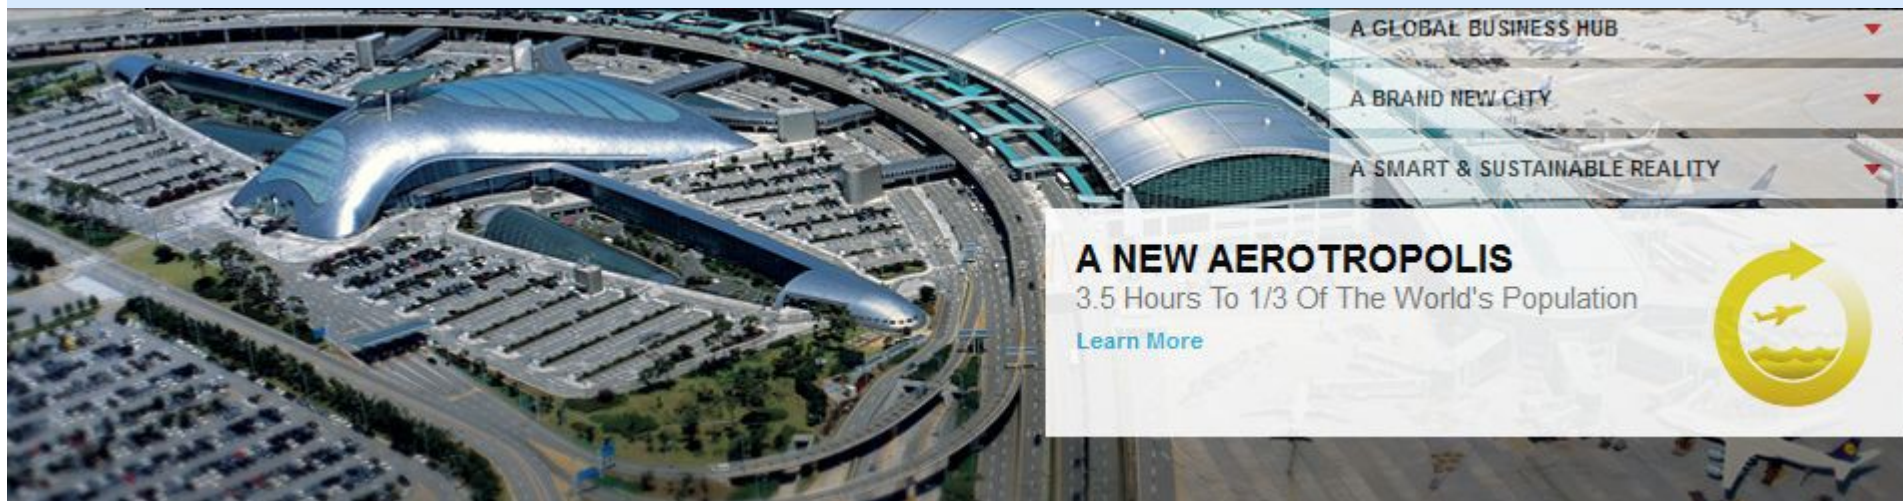 A GLOBAL BUSINESS HUB
A BRAND NEW CITY
A SMART & SUSTAINABLE REALITY
A NEW AEROTROPOLIS
3.5 Hours To 1/3 Of The World's Population
Learn More